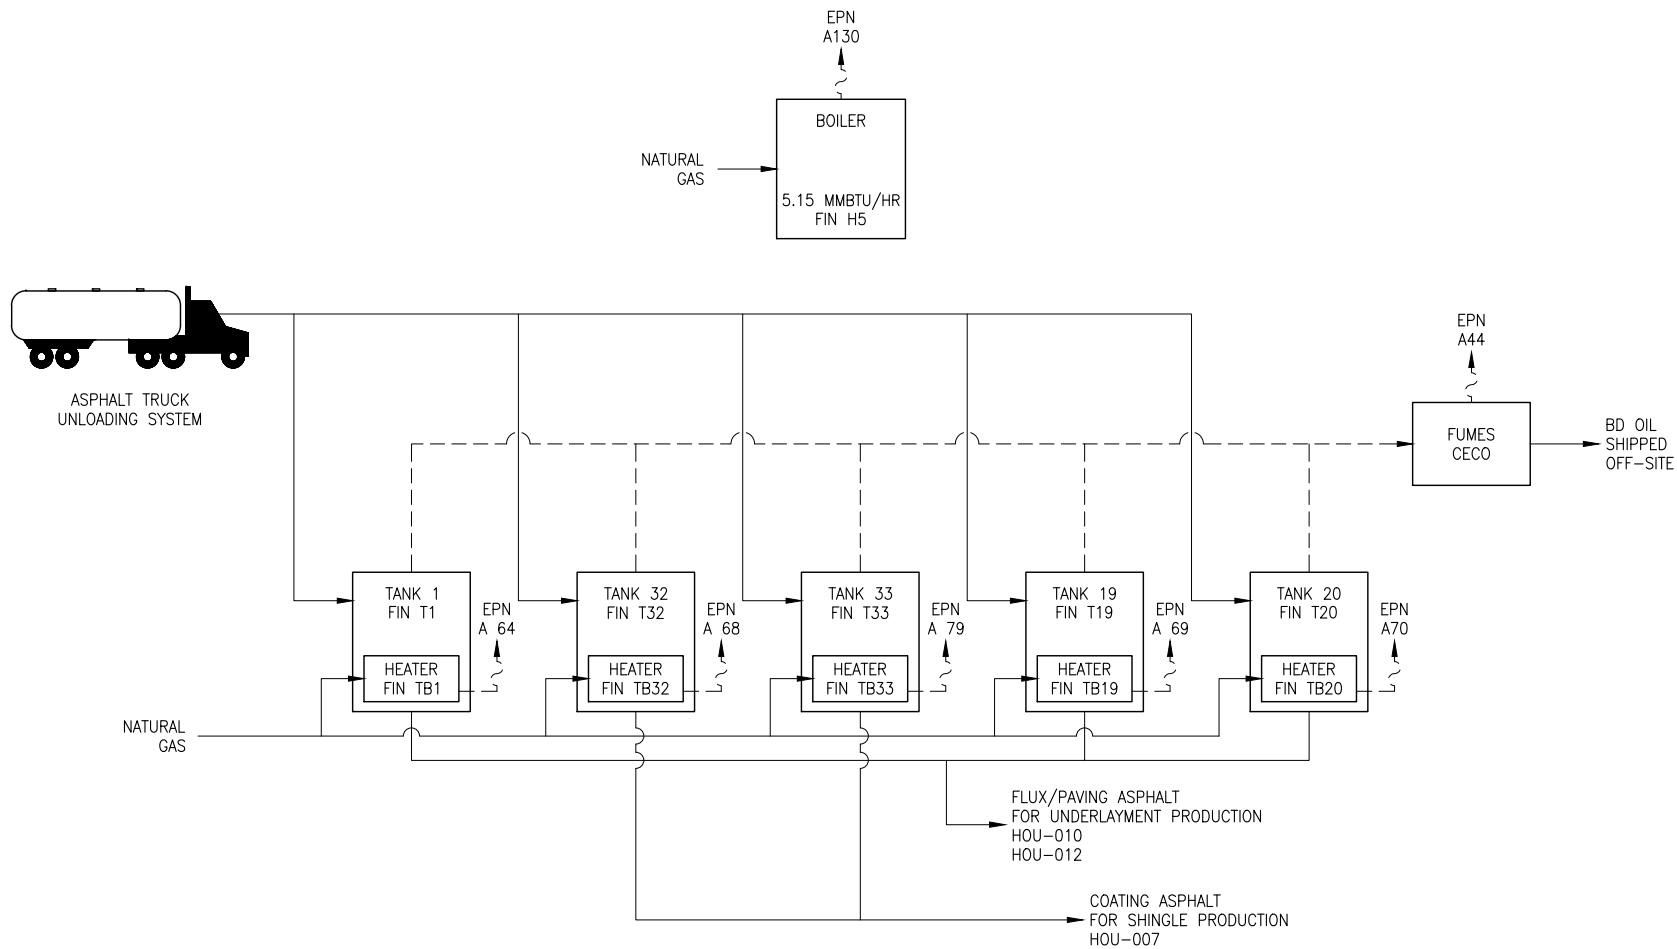 EPN
A130
BOILER
NATURAL
GAS
5.15 MMBTU/HR
FIN H5
ASPHALT TRUCK
UNLOADING SYSTEM
EPN
A44
FUMES
CECO
BD OIL
SHIPPED
OFF-SITE
TANK 1
FIN T1
EPN
A 64
HEATER
FIN TB1
TANK 32
FIN T32
EPN
A 68
HEATER
FIN TB32
TANK 33
FIN T33
EPN
A 79
HEATER
FIN TB33
TANK 19
FIN T19
EPN
A 69
HEATER
FIN TB19
TANK 20
FIN T20
EPN
A70
HEATER
FIN TB20
NATURAL
GAS
FLUX/PAVING ASPHALT
FOR UNDERLAYMENT PRODUCTION
HOU-010
HOU-012
COATING ASPHALT
FOR SHINGLE PRODUCTION
HOU-007